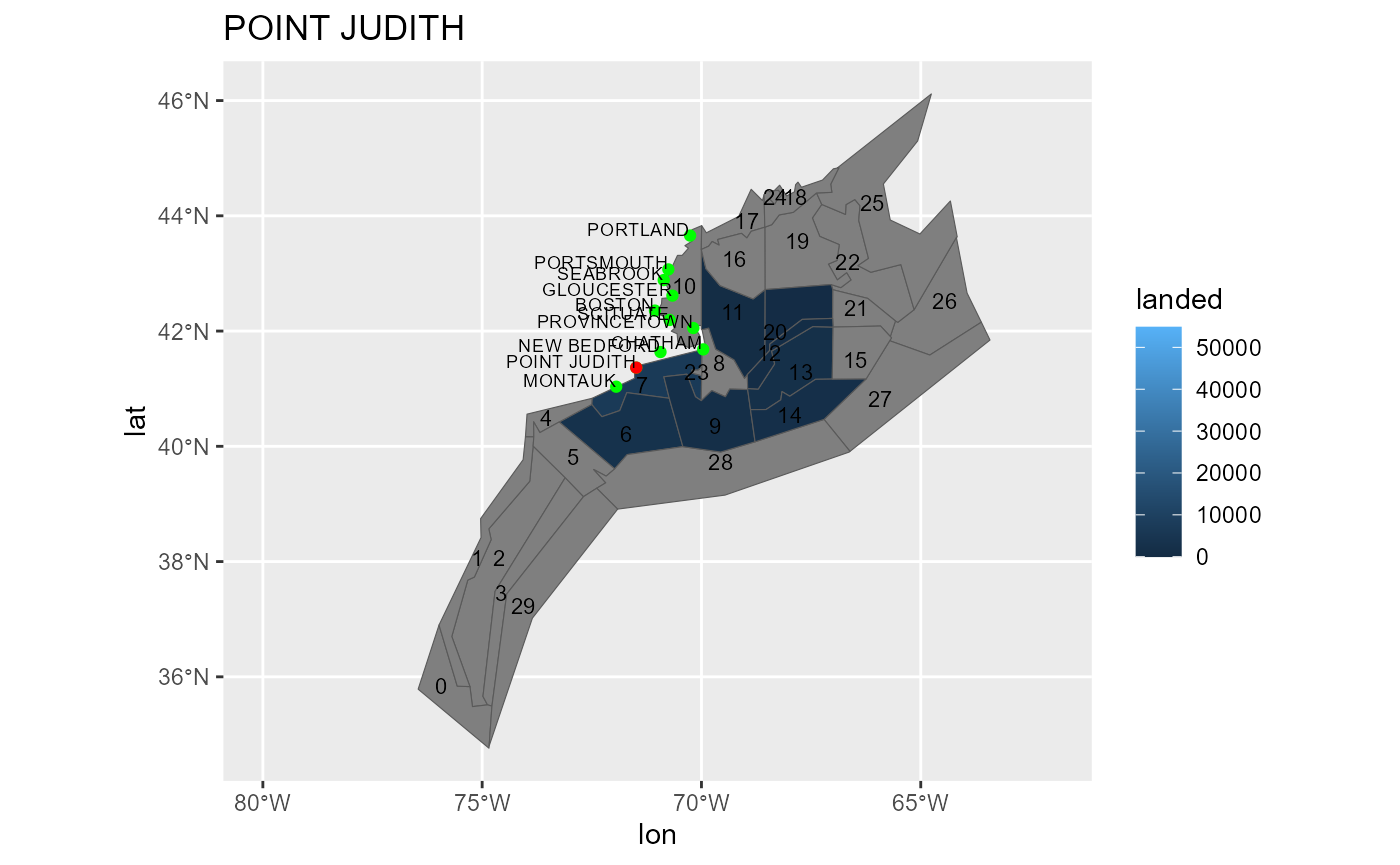 POINT JUDITH
46°N
44°N
42°N
40°N
38°N
36°N
80°W
75°W
70°W
65°W
lon
lat
PORTLAND
PORTSMOUTH
SEABROOK
GLOUCESTER
BOSTON
SCITUATE
PROVINCETOWN
CHATHAM
NEW BEDFORD
POINT JUDITH
MONTAUK
24
18
25
17
19
16
22
10
26
21
11
20
12
15
8
23
13
7
27
14
4
9
6
5
28
1
2
3
29
0
landed
50000
40000
30000
20000
10000
0